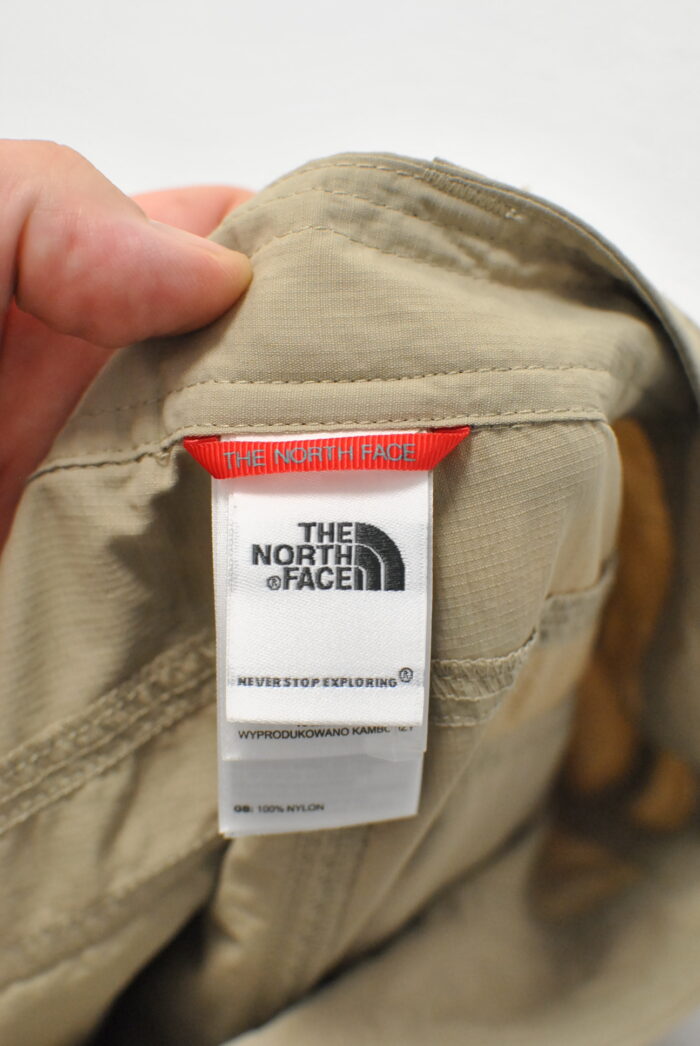 THE NORTH FACE
THE
NORTH
®FACE
NEVER STOP EXPLORING®
WYPRODUKOWANO
GB: 100% NYLON